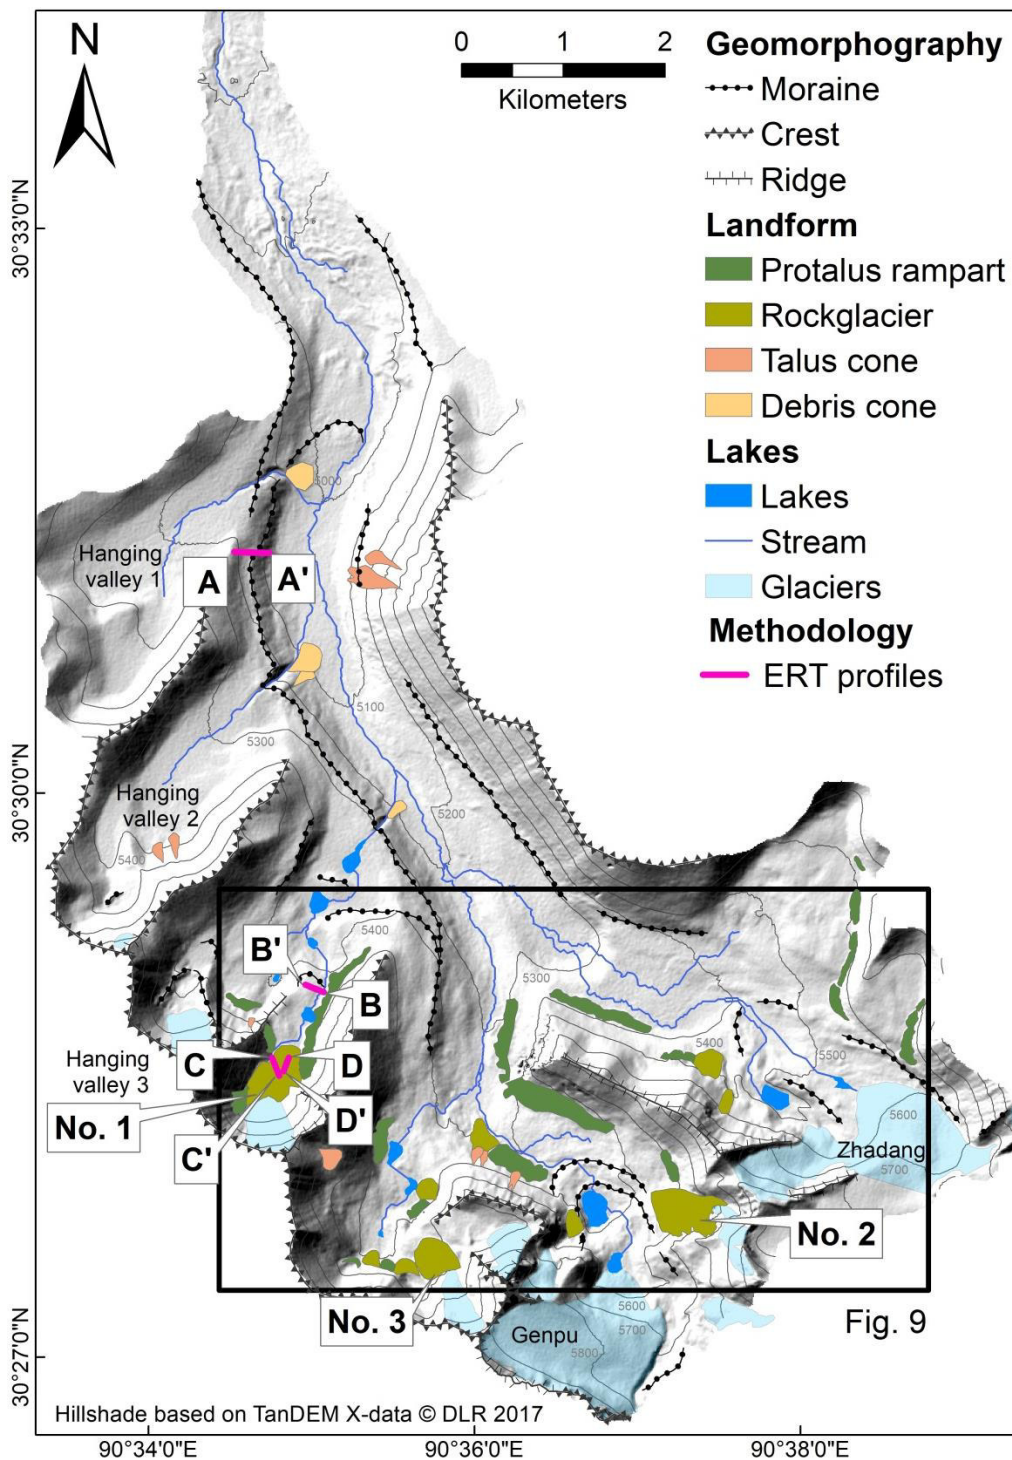 N
0 1 2
Kilometers
Geomorphography
Moraine
Crest
Ridge
Landform
Protalus rampart
Rockglacier
Talus cone
Debris cone
Lakes
Lakes
Stream
Glaciers
Methodology
ERT profiles
30°33'0"N
5000
Hanging
valley 1
A
A'
5100
5300
30°30'0"N
Hanging
valley 2
5200
5400
5400
B'
B
5300
5400
5500
Hanging
valley 3
C
D
No. 1
D'
C'
5600
Zhadang
5700
No. 2
No. 3
5600
5700
Genpu
5800
Fig. 9
30°27'0"N
Hillshade based on TanDEM X-data © DLR 2017
90°34'0"E 90°36'0"E 90°38'0"E